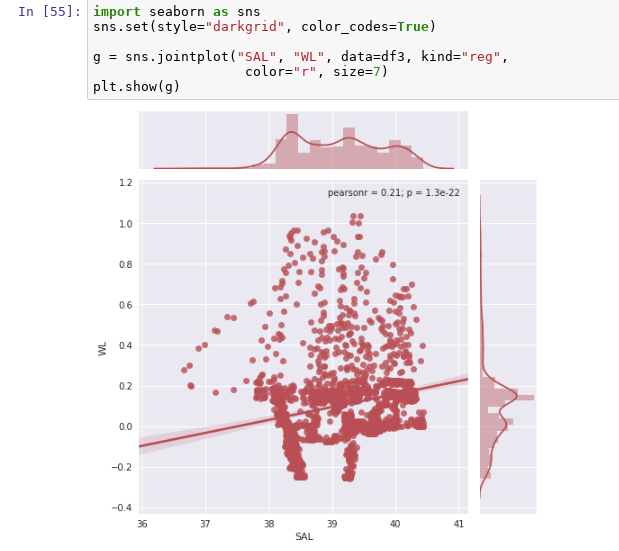 In [55]: import seaborn as sns
sns.set(style="darkgrid", color_codes=True)
g = sns.jointplot("SAL", "WL", data=df3, kind="reg",
color="r", size=7)
plt.show(g)
pearsonr = 0.21; p = 1.3e-22
1.2
1.0
0.8
0.6
0.4
0.2
0.0
−0.2
−0.4
WL
36 37 38 39 40 41
SAL